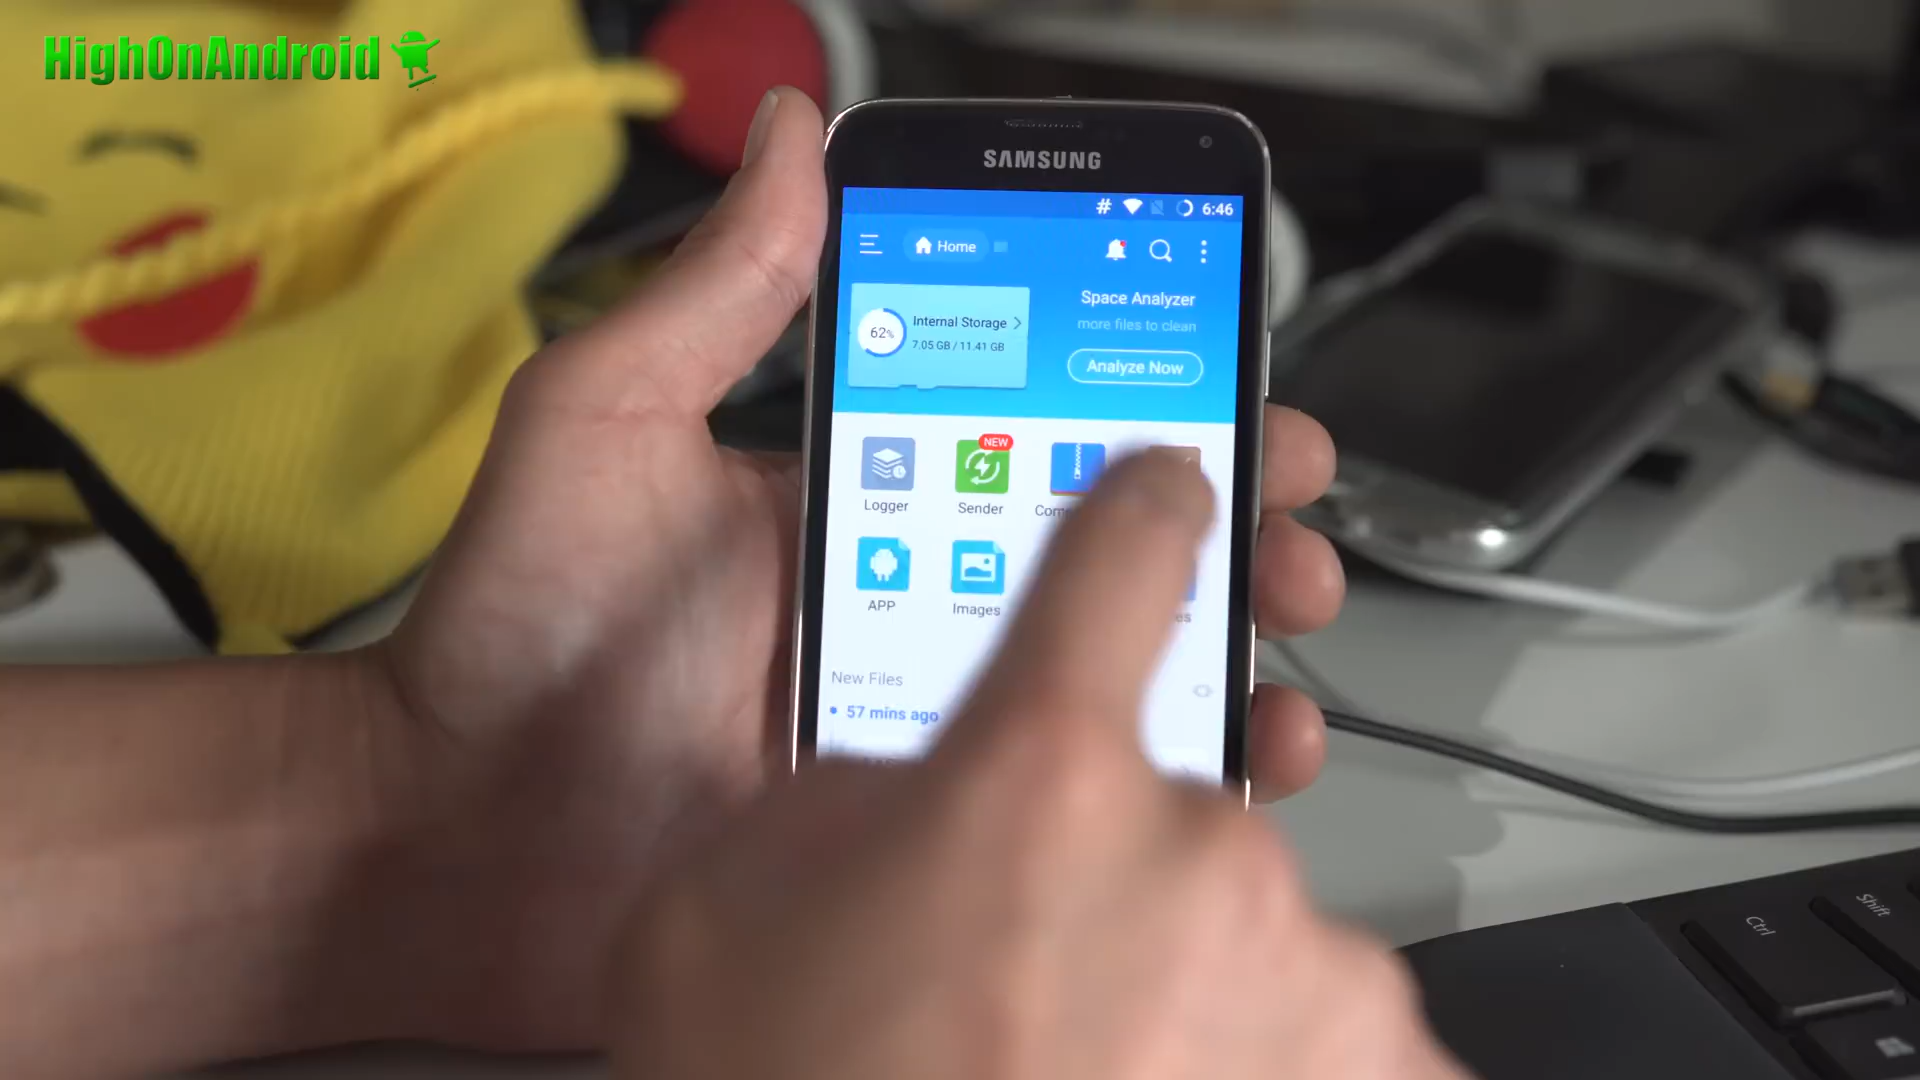 HighOnAndroid
SAMSUNG
# 6:46
Home
Space Analyzer
more files to clean
Analyze Now
62%
Internal Storage >
7.05 GB / 11.41 GB
NEW
Logger
Sender
APP
Images
New Files
57 mins ago
Shift
Ctrl